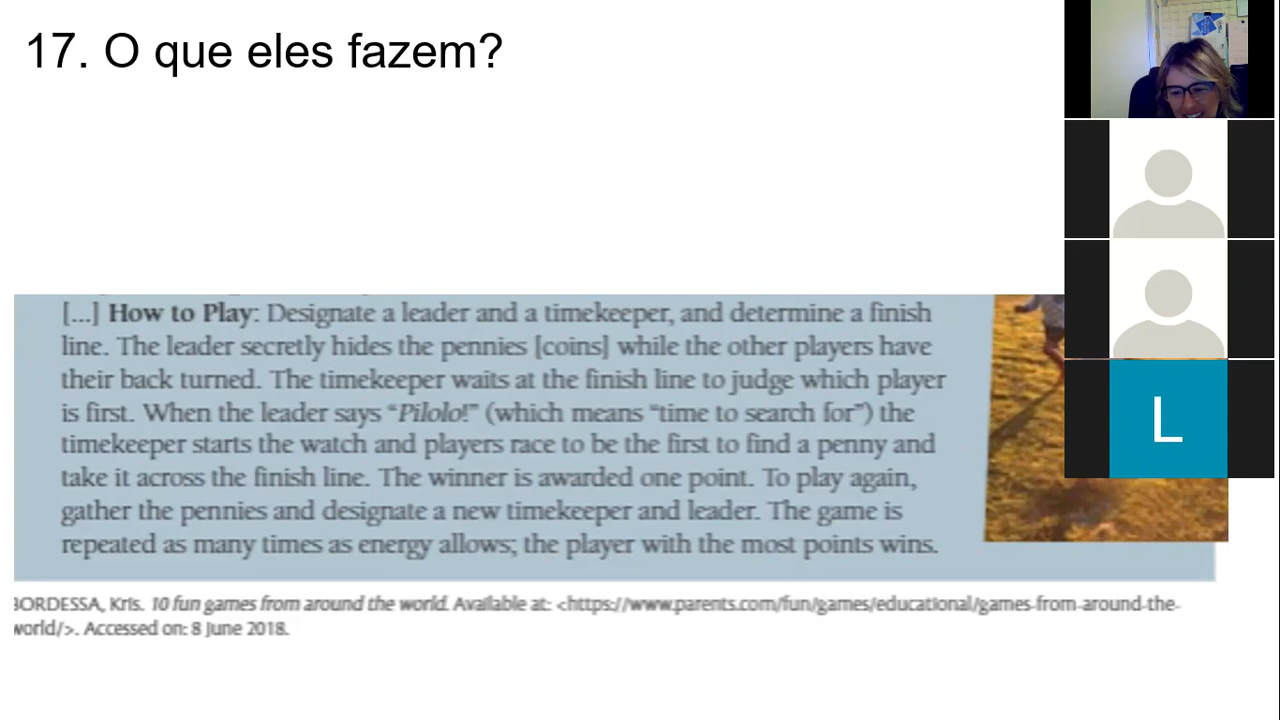 17. O que eles fazem?
[...] How to Play: Designate a leader and a timekeeper, and determine a finish
line. The leader secretly hides the pennies [coins] while the other players have
their back turned. The timekeeper waits at the finish line to judge which player
is first. When the leader says “Pilolo!” (which means “time to search for”) the
timekeeper starts the watch and players race to be the first to find a penny and
take it across the finish line. The winner is awarded one point. To play again,
gather the pennies and designate a new timekeeper and leader. The game is
repeated as many times as energy allows; the player with the most points wins.
BORDESSA, Kris. 10 fun games from around the world. Available at: <https://www.parents.com/fun/games/educational/games-from-around-the-
world/>. Accessed on: 8 June 2018.
L